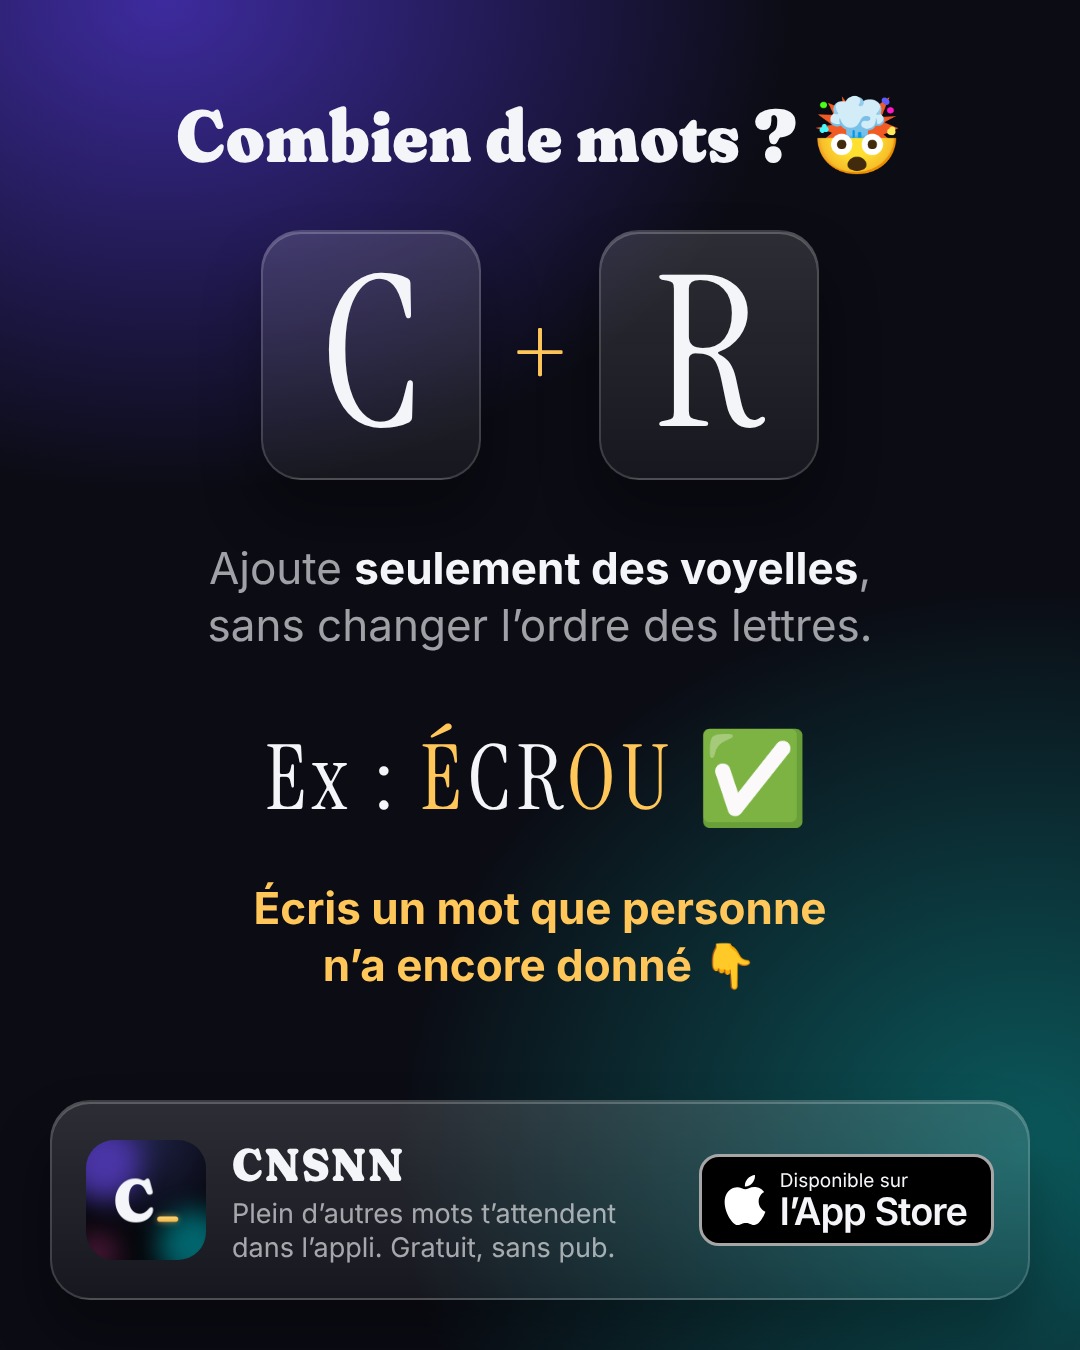 Combien de mots ? 🤯
C + R
Ajoute seulement des voyelles,
sans changer l’ordre des lettres.
Ex : ÉCROU ✅
Écris un mot que personne
n’a encore donné 👇
C_
CNSNN
Plein d’autres mots t’attendent
dans l’appli. Gratuit, sans pub.
Disponible sur
l’App Store